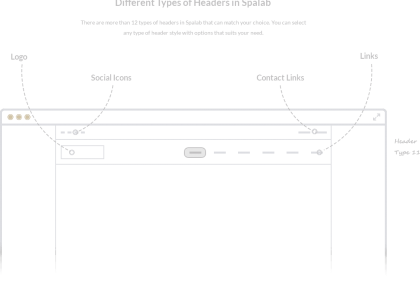 Different Types of Headers in Spalab
There are more than 12 types of headers in Spalab that can match your choice. You can select
any type of header style with options that suits your need.
Logo
Links
Social Icons
Contact Links
Header
Type 11